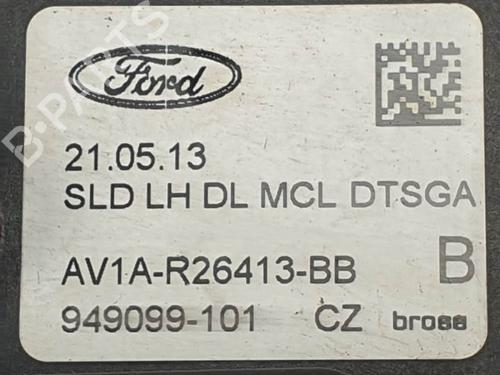 Ford
21.05.13
SLD LH DL MCL DTSGA
AV1A-R26413-BB B
949099-101 CZ brose
B-PARTS